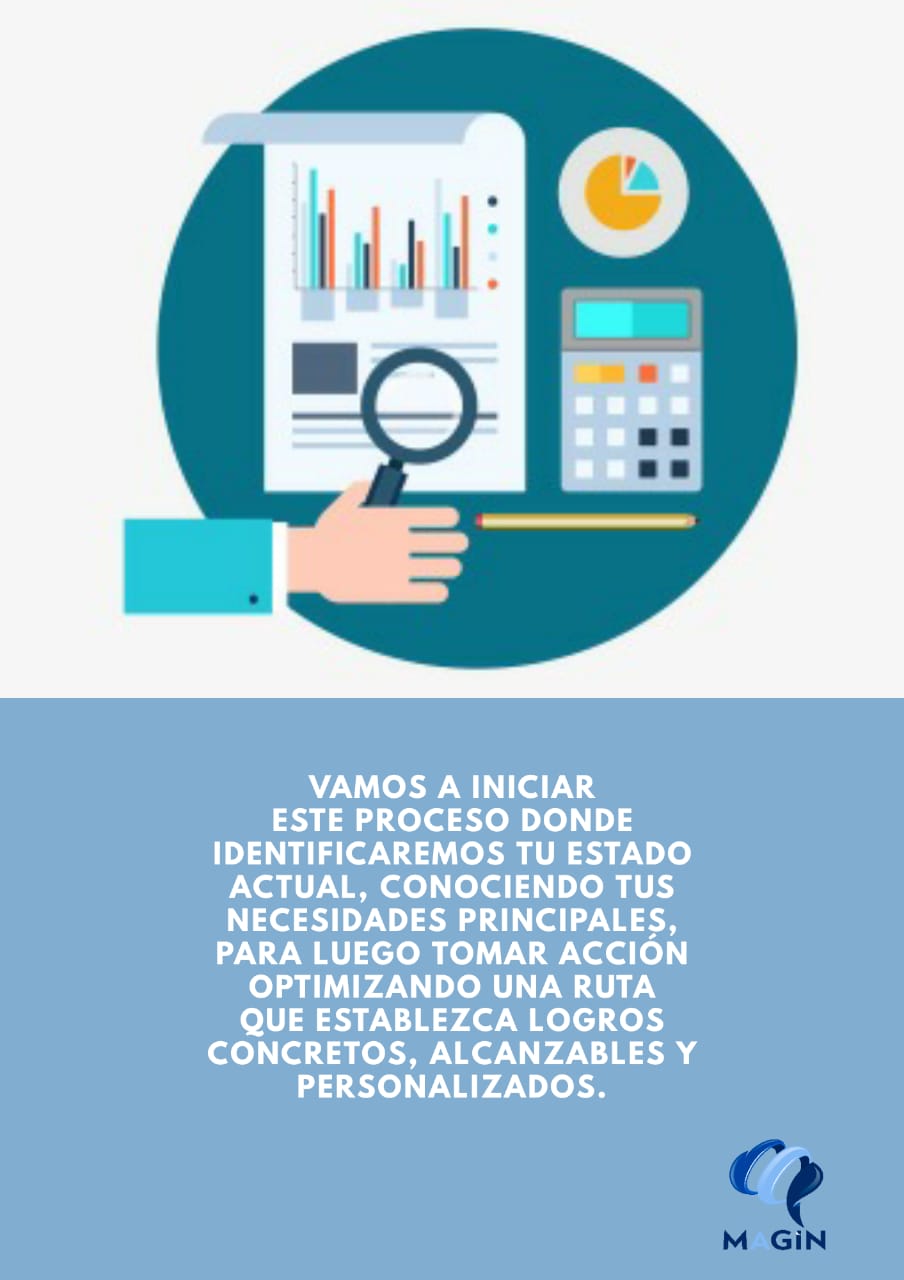 VAMOS A INICIAR
ESTE PROCESO DONDE
IDENTIFICAREMOS TU ESTADO
ACTUAL, CONOCIENDO TUS
NECESIDADES PRINCIPALES,
PARA LUEGO TOMAR ACCIÓN
OPTIMIZANDO UNA RUTA
QUE ESTABLEZCA LOGROS
CONCRETOS, ALCANZABLES Y
PERSONALIZADOS.
MAGiN